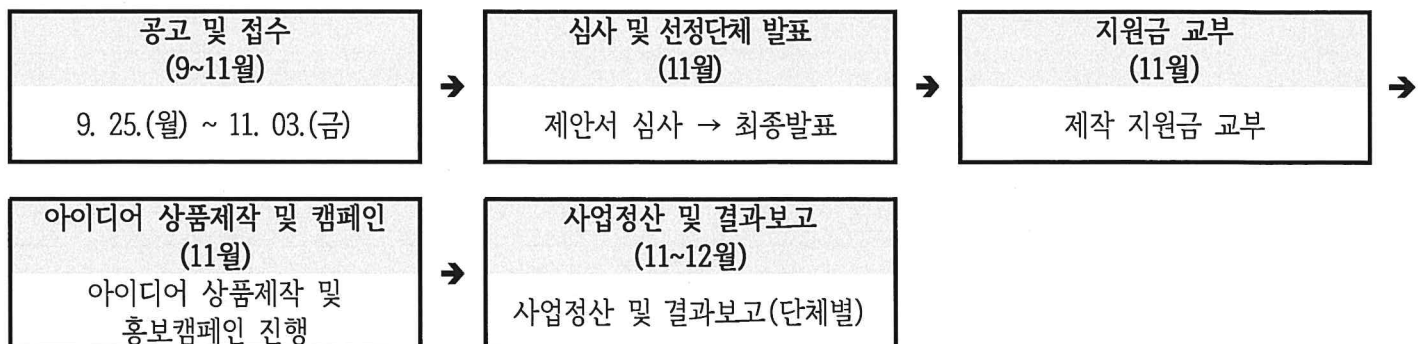 공고 및 접수
(9~11월)
9. 25.(월) ~ 11. 03.(금)
➔
심사 및 선정단체 발표
(11월)
제안서 심사 → 최종발표
➔
지원금 교부
(11월)
제작 지원금 교부
➔
아이디어 상품제작 및 캠페인
(11월)
아이디어 상품제작 및
홍보캠페인 진행
➔
사업정산 및 결과보고
(11~12월)
사업정산 및 결과보고(단체별)